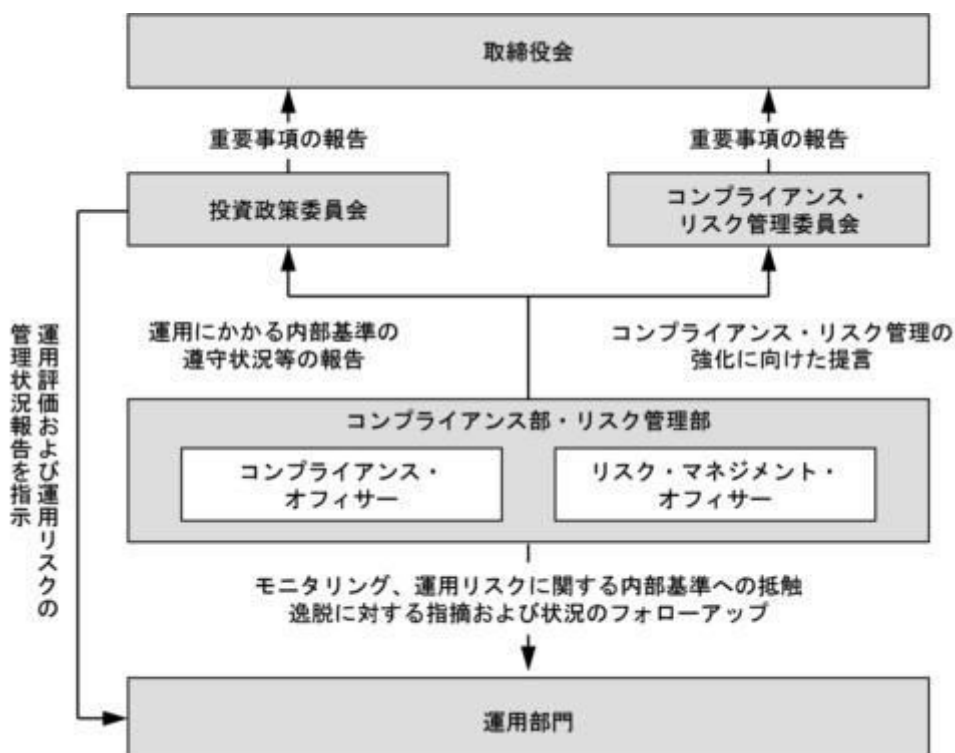 取締役会
重要事項の報告
重要事項の報告
投資政策委員会
コンプライアンス・
リスク管理委員会
運用にかかる内部基準の
遵守状況等の報告
コンプライアンス・リスク管理の
強化に向けた提言
運用評価および運用リスクの
管理状況報告を指示
コンプライアンス部・リスク管理部
コンプライアンス・
オフィサー
リスク・マネジメント・
オフィサー
モニタリング、運用リスクに関する内部基準への抵触
逸脱に対する指摘および状況のフォローアップ
運用部門